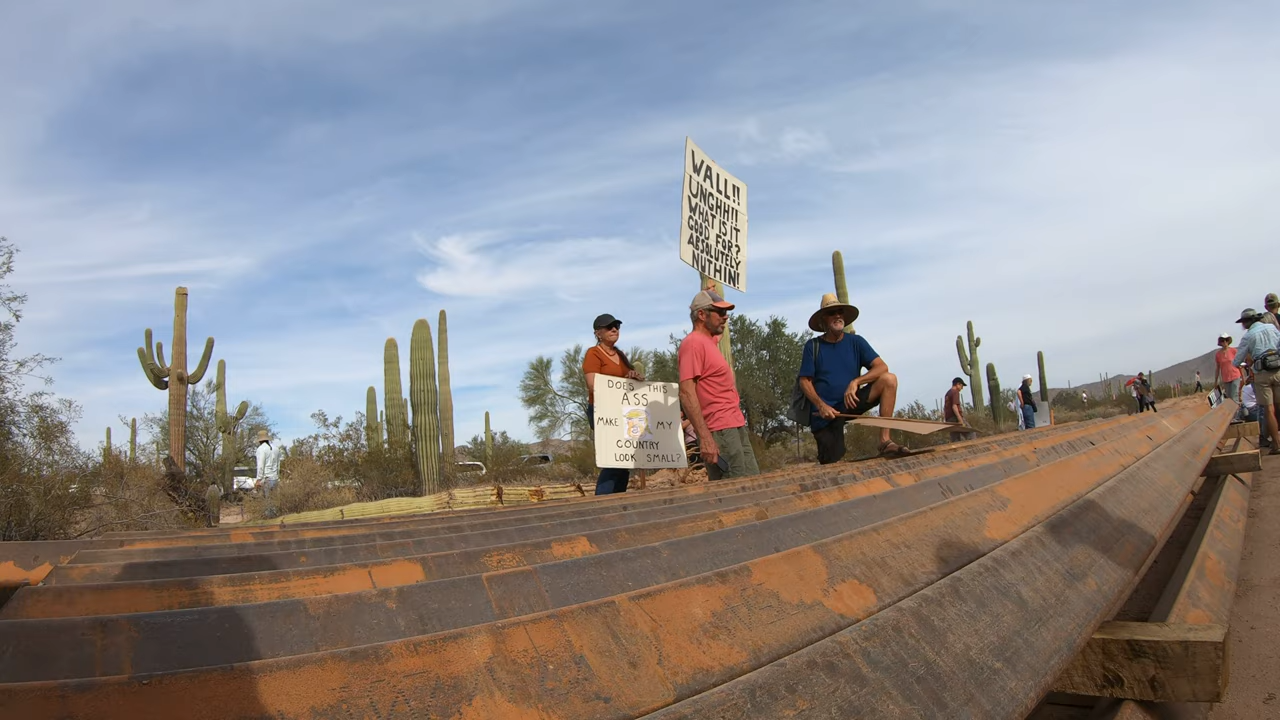 WALL!!
UNGHH!!
WHAT IS IT
GOOD FOR?
ABSOLUTELY
NUTHIN!
DOES THIS
ASS
MAKE MY
COUNTRY
LOOK SMALL?